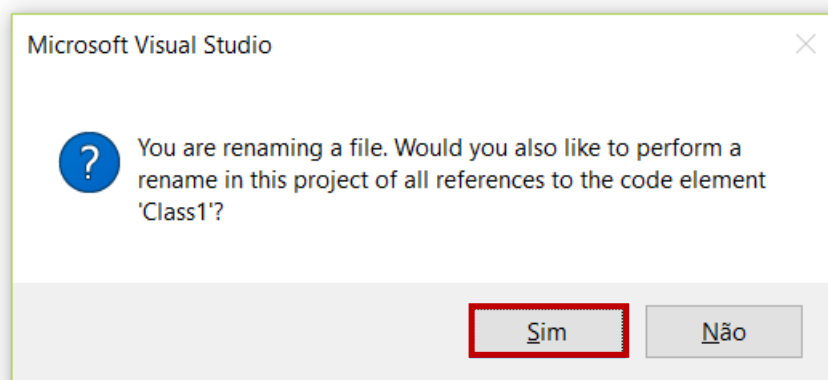 Microsoft Visual Studio
?
You are renaming a file. Would you also like to perform a
rename in this project of all references to the code element
'Class1'?
Sim
Não